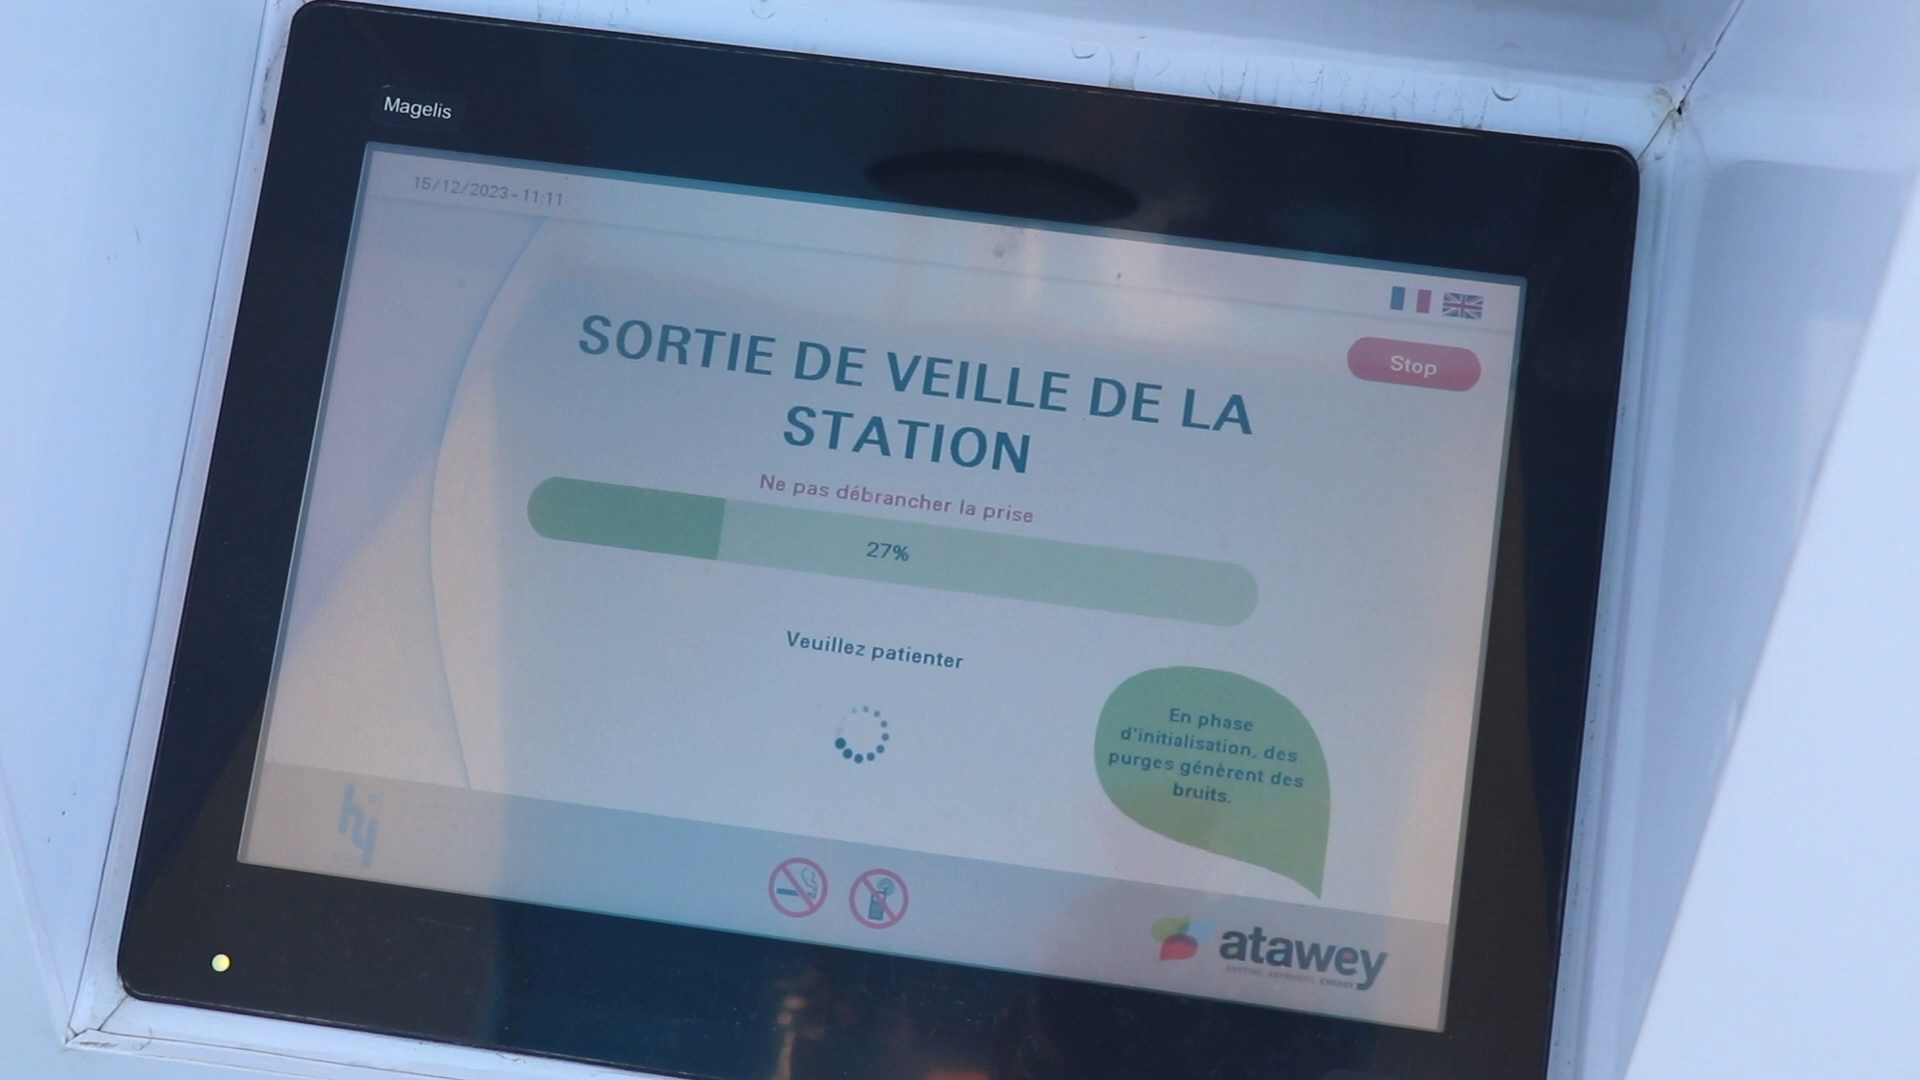 Magelis
15/12/2023 - 11:11
Stop
SORTIE DE VEILLE DE LA
STATION
Ne pas débrancher la prise
27%
Veuillez patienter
En phase
d'initialisation, des
purges génèrent des
bruits.
hy
atawey